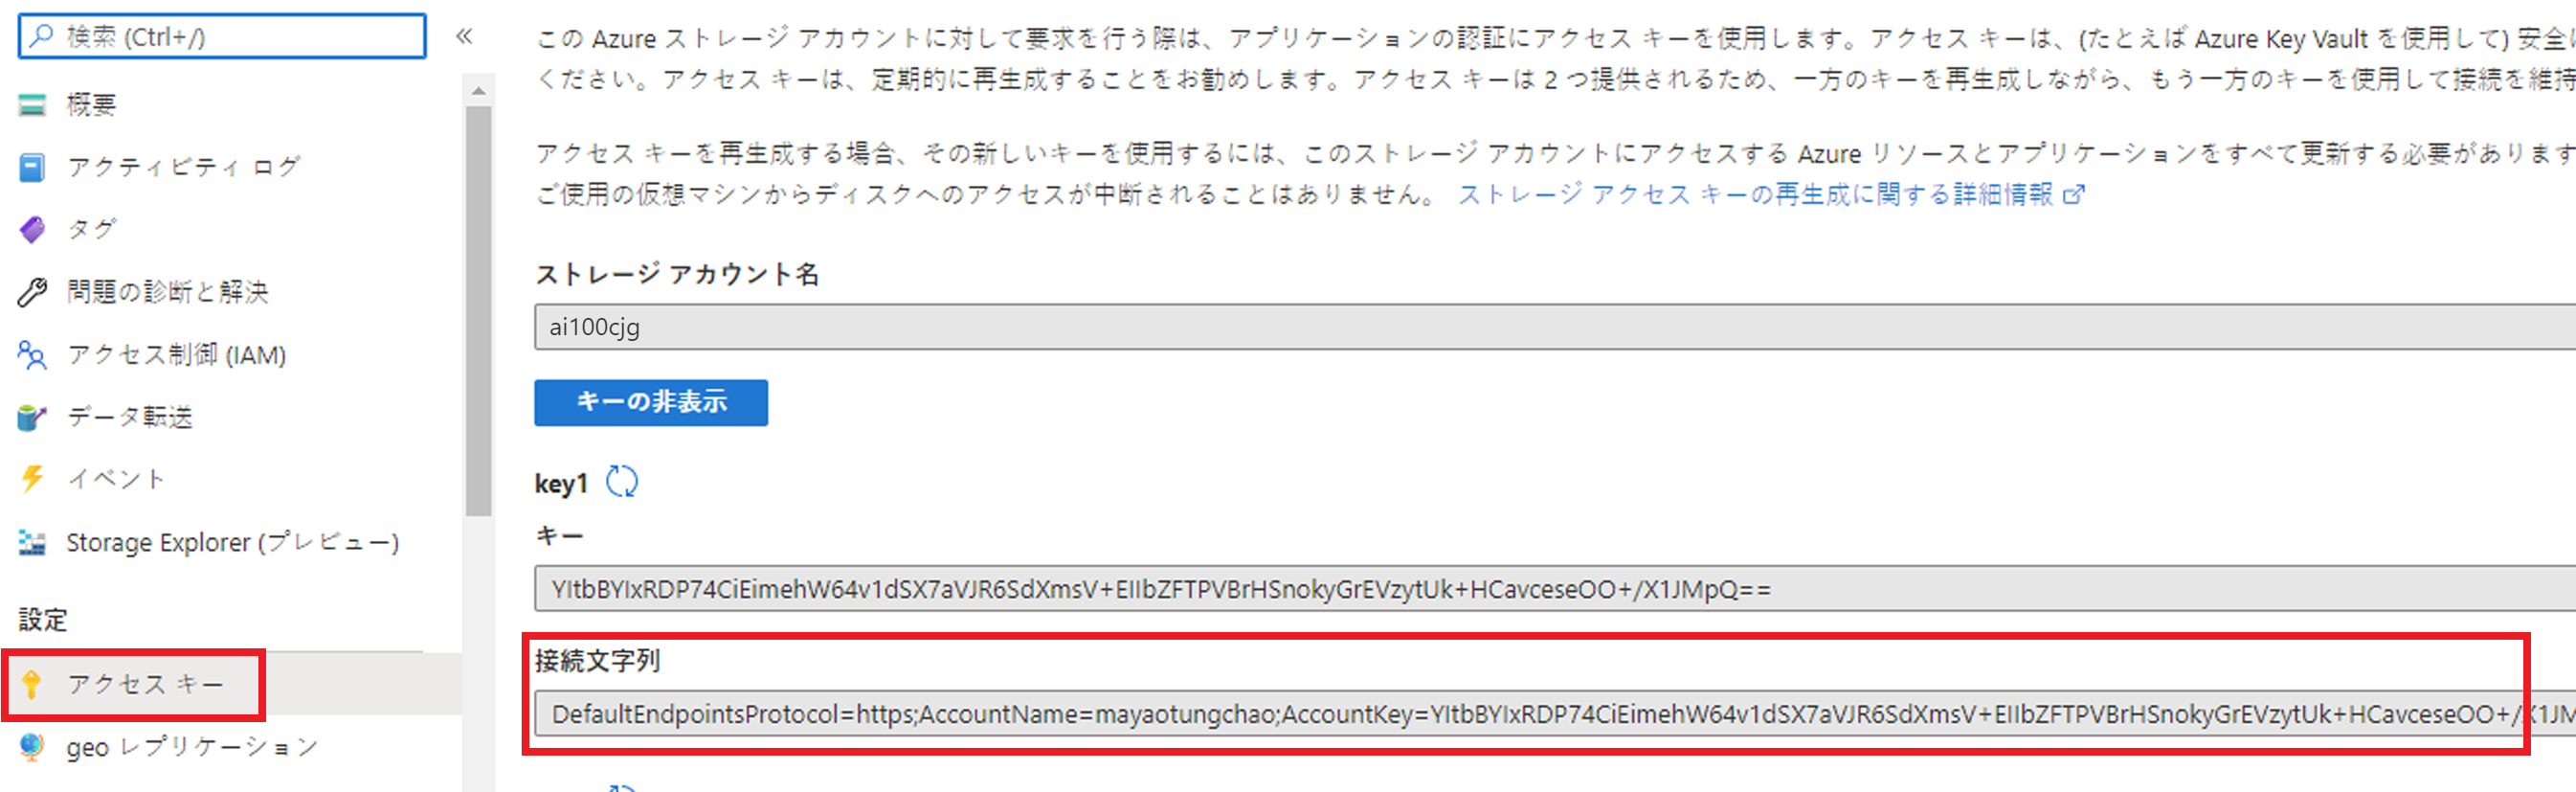 検索 (Ctrl+/)
«
概要
アクティビティ ログ
タグ
問題の診断と解決
アクセス制御 (IAM)
データ転送
イベント
Storage Explorer (プレビュー)
設定
アクセス キー
geo レプリケーション
この Azure ストレージ アカウントに対して要求を行う際は、アプリケーションの認証にアクセス キーを使用します。アクセス キーは、(たとえば Azure Key Vault を使用して) 安全に
ください。アクセス キーは、定期的に再生成することをお勧めします。アクセス キーは 2 つ提供されるため、一方のキーを再生成しながら、もう一方のキーを使用して接続を維持
アクセス キーを再生成する場合、その新しいキーを使用するには、このストレージ アカウントにアクセスする Azure リソースとアプリケーションをすべて更新する必要があります
ご使用の仮想マシンからディスクへのアクセスが中断されることはありません。 ストレージ アクセス キーの再生成に関する詳細情報
ストレージ アカウント名
ai100cjg
キーの非表示
key1
キー
YItbBYIxRDP74CiEimehW64v1dSX7aVJR6SdXmsV+EIIbZFTPVBrHSnokyGrEVzytUk+HCavceseOO+/X1JMpQ==
接続文字列
DefaultEndpointsProtocol=https;AccountName=mayaotungchao;AccountKey=YItbBYIxRDP74CiEimehW64v1dSX7aVJR6SdXmsV+EIIbZFTPVBrHSnokyGrEVzytUk+HCavceseOO+/X1JM